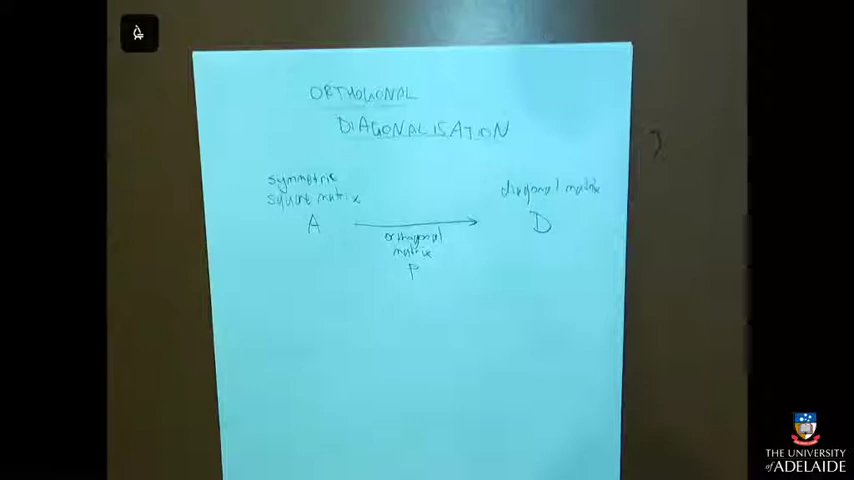 ORTHOGONAL
DIAGONALISATION
symmetric
square matrix
diagonal matrix
A
D
orthogonal
matrix
P
THE UNIVERSITY
of ADELAIDE